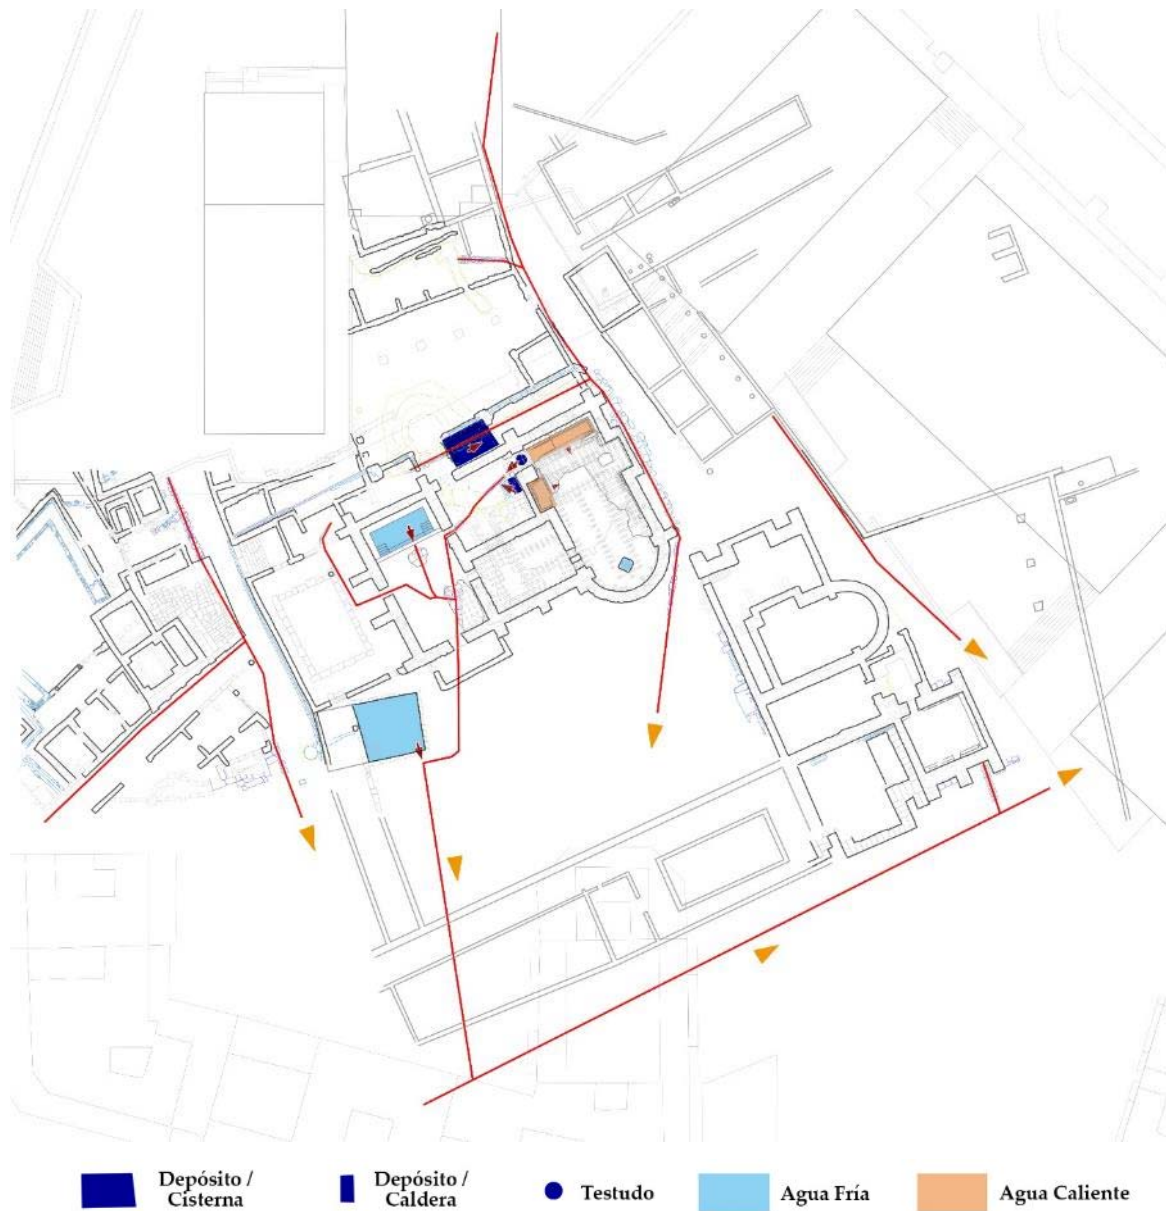 Depósito /
Cisterna
Depósito /
Caldera
Testudo
Agua Fría
Agua Caliente